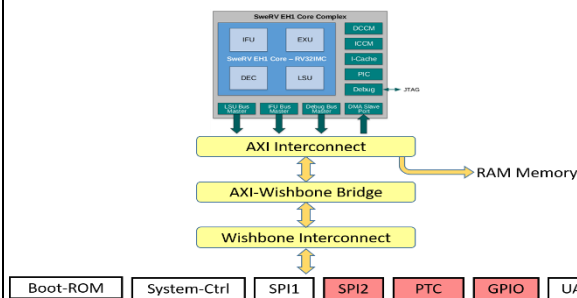 SweRV EH1 Core Complex
IFU
EXU
SweRV EH1 Core – RV32IMC
DEC
LSU
DCCM
ICCM
I-Cache
PIC
Debug
JTAG
LSU Bus Master
IFU Bus Master
Debug Bus Master
DMA Slave Port
AXI Interconnect
RAM Memory
AXI-Wishbone Bridge
Wishbone Interconnect
Boot-ROM
System-Ctrl
SPI1
SPI2
PTC
GPIO
UA